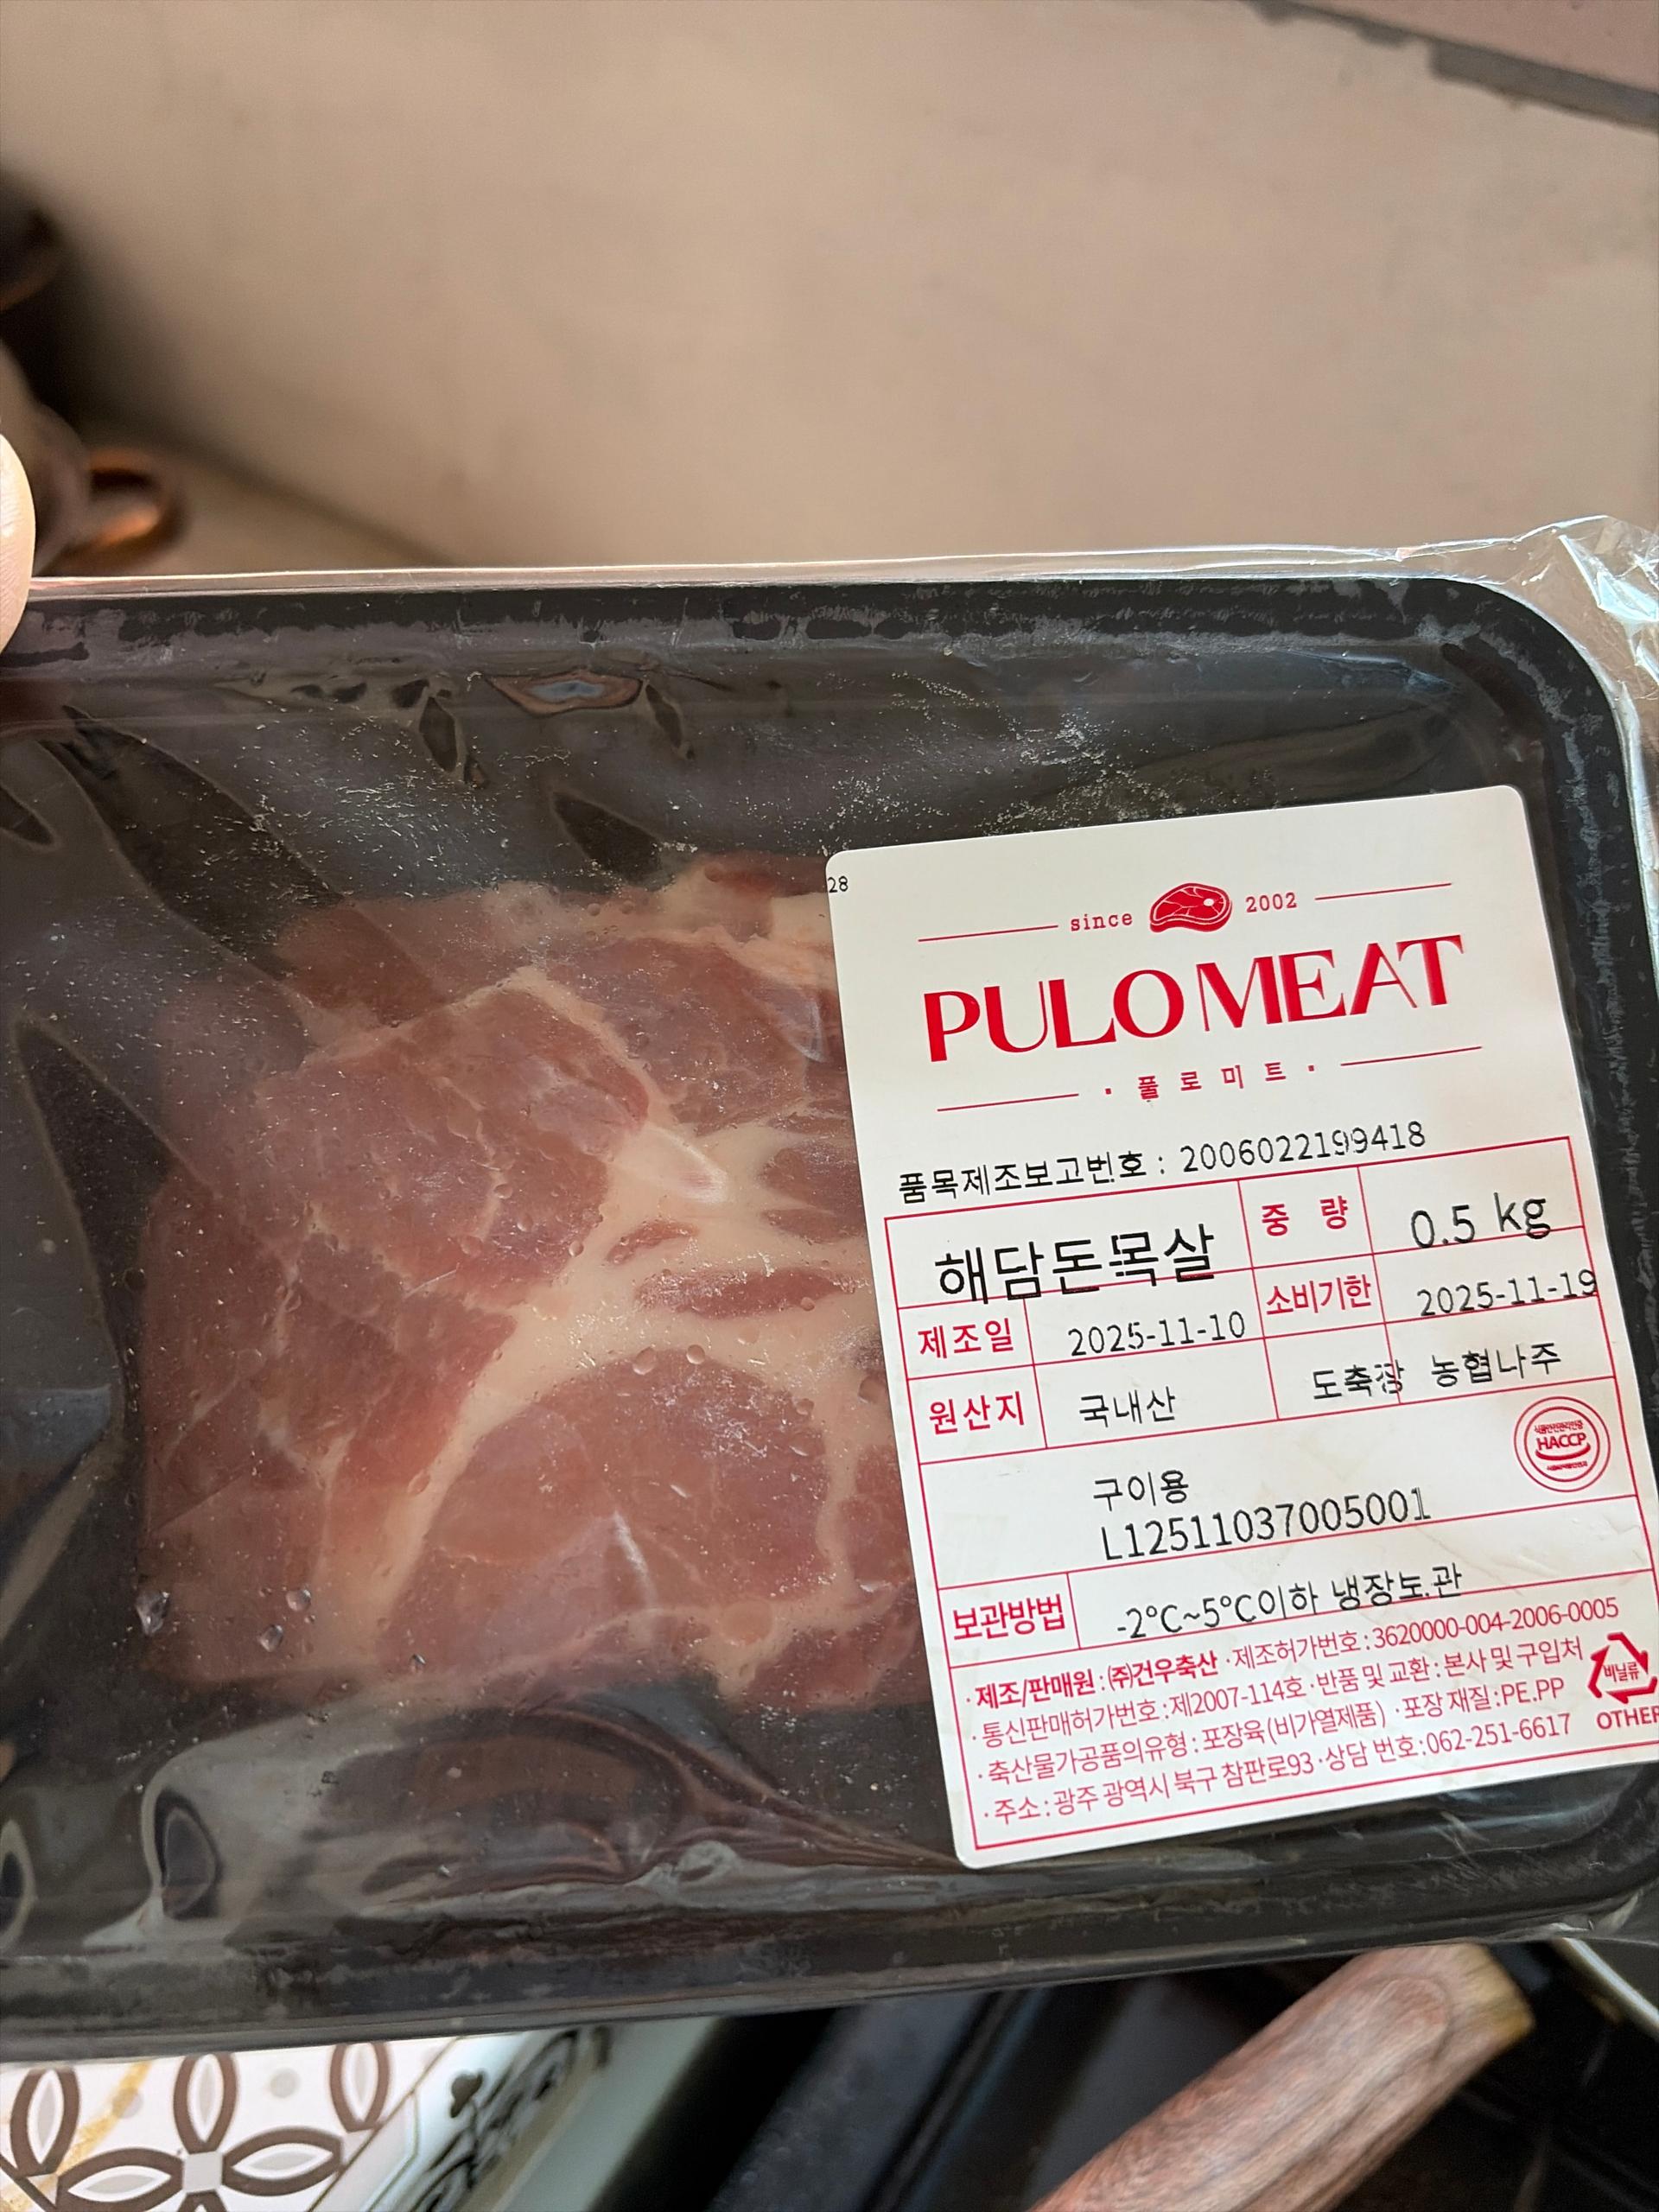 28
since 2002
PULO MEAT
· 풀로미트 ·
품목제조보고번호 : 2006022199418
해담돈목살 중 량 0.5 kg
제조일 2025-11-10 소비기한 2025-11-19
원산지 국내산 도축장 농협나주
HACCP
구이용
L12511037005001
보관방법 -2°C~5°C이하 냉장보관
· 제조/판매원 : ㈜건우축산 · 제조허가번호 : 3620000-004-2006-0005
· 통신판매허가번호 : 제2007-114호 · 반품 및 교환 : 본사 및 구입처
· 축산물가공품의유형 : 포장육(비가열제품) · 포장 재질 : PE.PP
· 주소 : 광주 광역시 북구 참판로93 · 상담 번호 : 062-251-6617
비닐류
OTHER